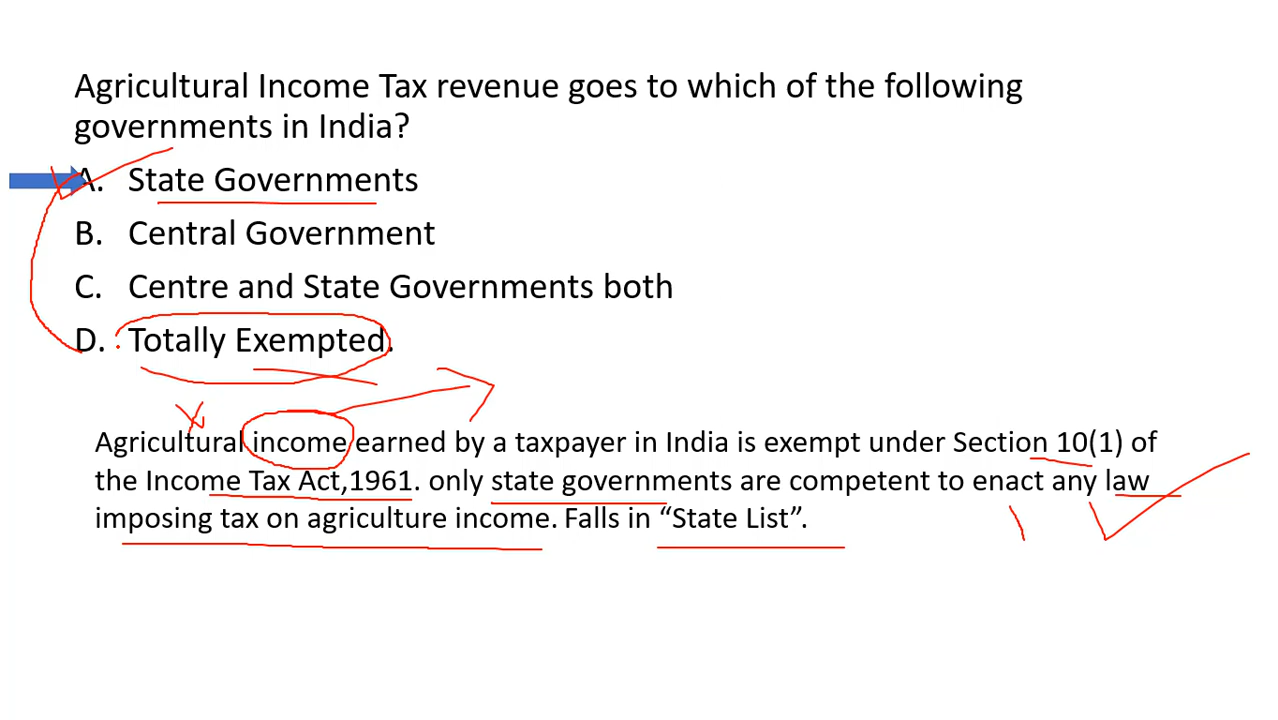 Agricultural Income Tax revenue goes to which of the following
governments in India?
A. State Governments
B. Central Government
C. Centre and State Governments both
D. Totally Exempted.
Agricultural income earned by a taxpayer in India is exempt under Section 10(1) of
the Income Tax Act,1961. only state governments are competent to enact any law
imposing tax on agriculture income. Falls in “State List”.